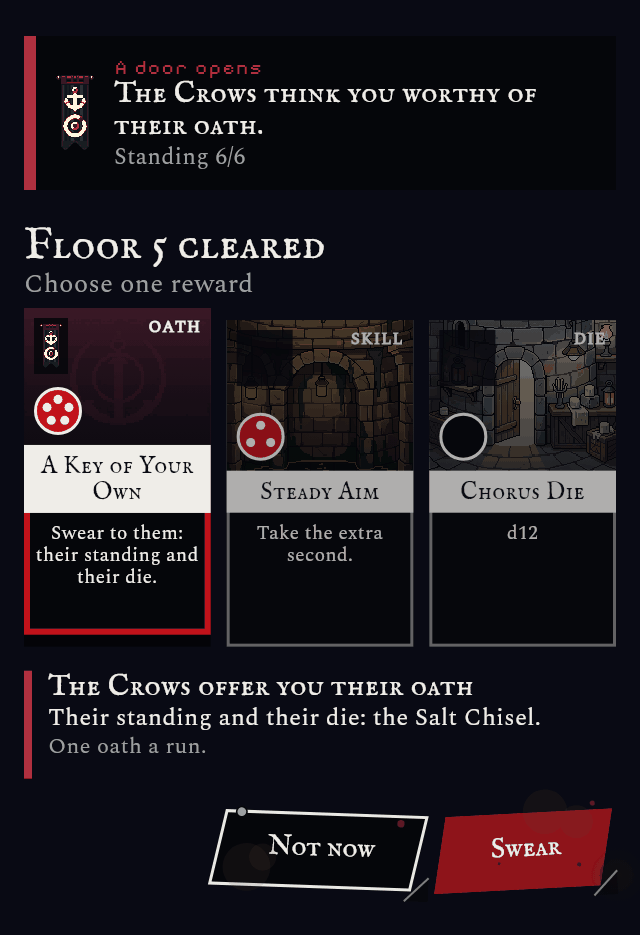 A door opens
The Crows think you worthy of
their oath.
Standing 6/6
Floor 5 cleared
Choose one reward
OATH
A Key of Your
Own
Swear to them:
their standing and
their die.
SKILL
Steady Aim
Take the extra
second.
DIE
Chorus Die
d12
The Crows offer you their oath
Their standing and their die: the Salt Chisel.
One oath a run.
Not now
Swear